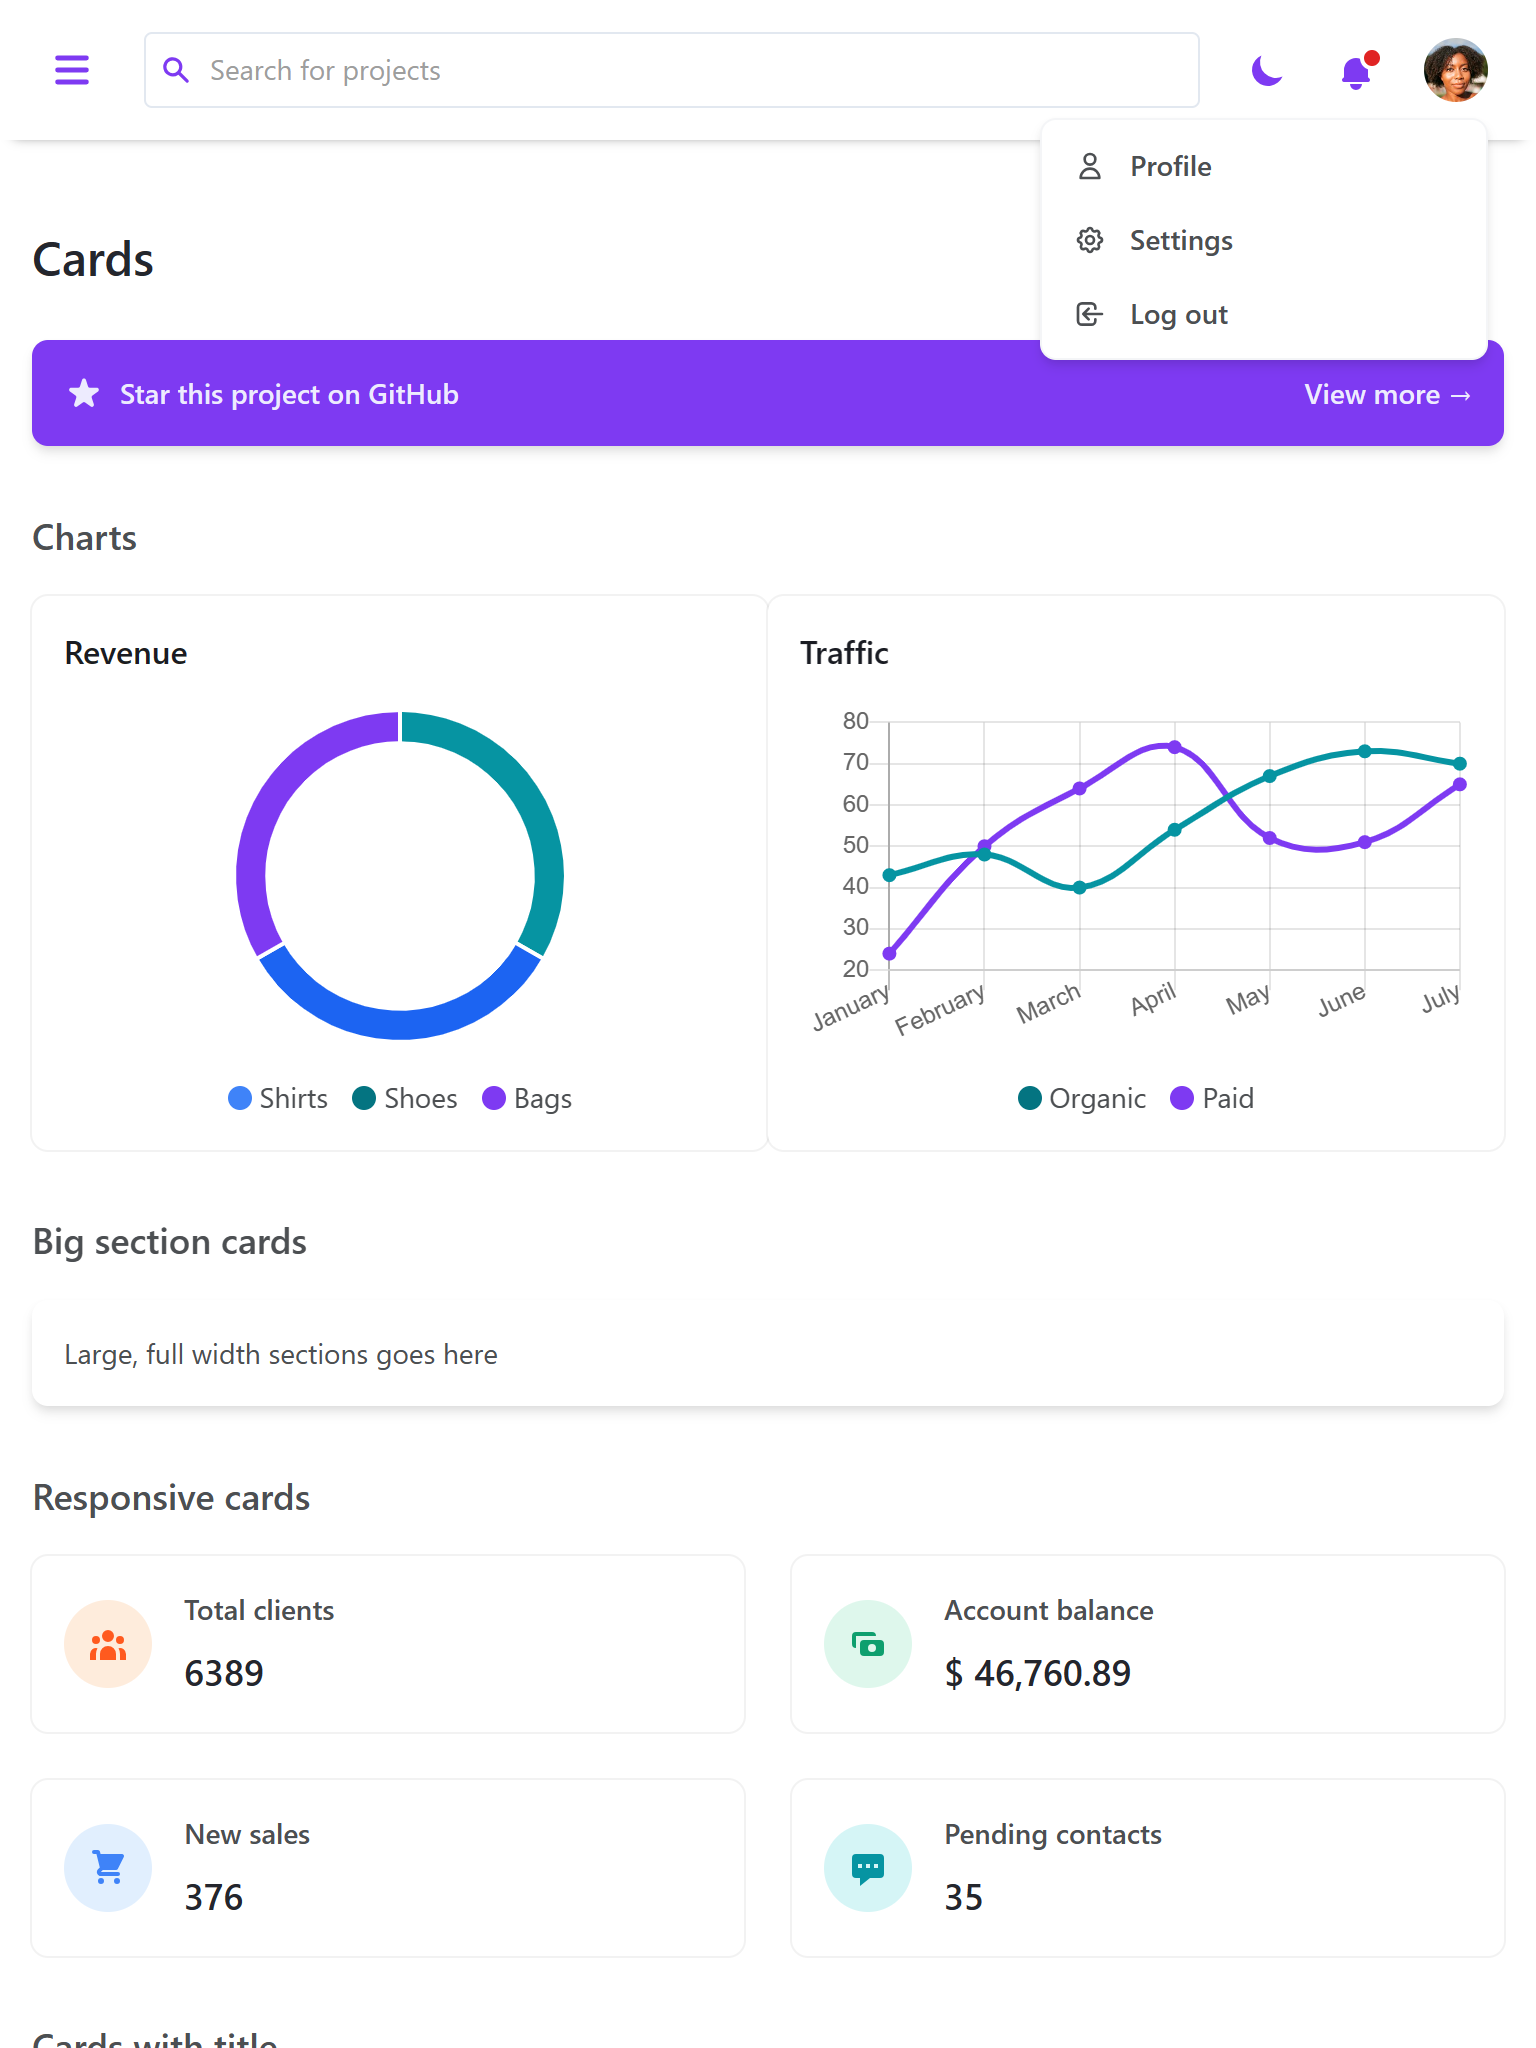 Search for projects
Profile
Settings
Log out
Cards
Star this project on GitHub
View more →
Charts
Revenue
Shirts
Shoes
Bags
Traffic
80
70
60
50
40
30
20
January
February
March
April
May
June
July
Organic
Paid
Big section cards
Large, full width sections goes here
Responsive cards
Total clients
6389
Account balance
$ 46,760.89
New sales
376
Pending contacts
35
Cards with title